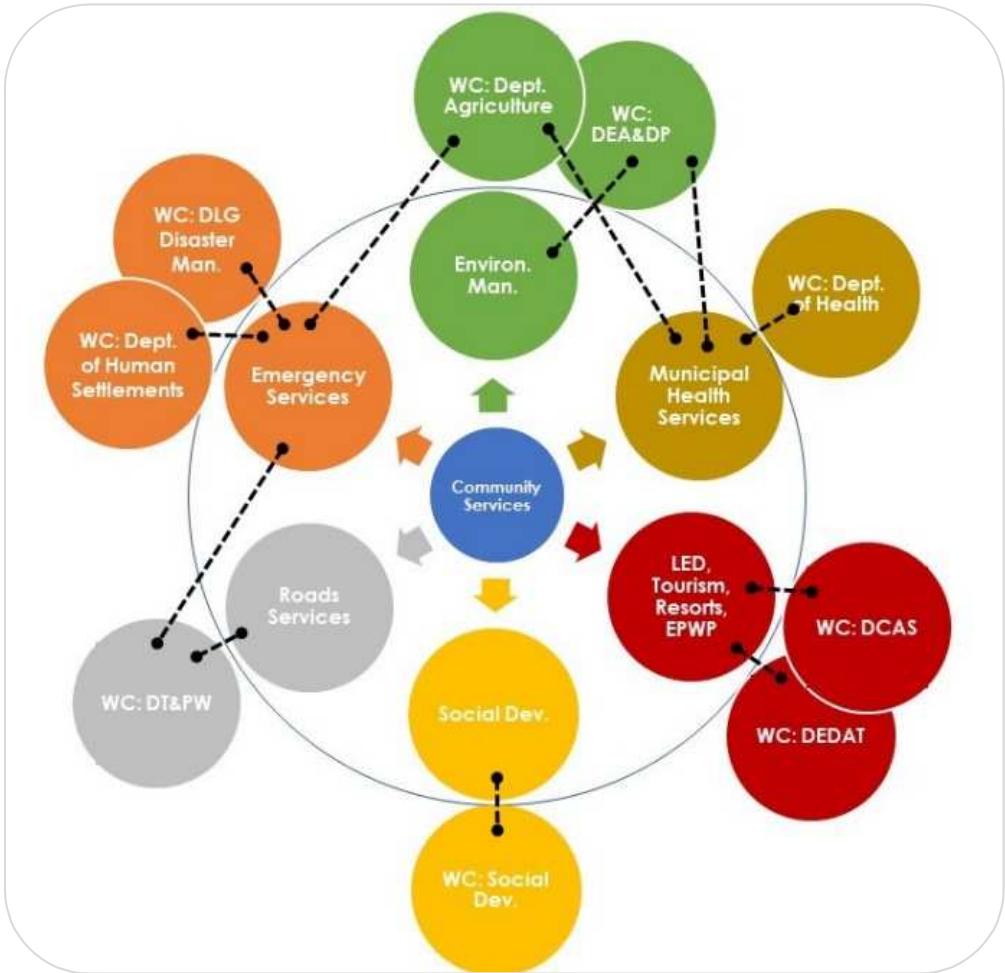 WC: Dept.
Agriculture
WC:
DEA&DP
WC: DLG
Disaster
Man.
Environ.
Man.
WC: Dept.
of Health
WC: Dept.
of Human
Settlements
Emergency
Services
Municipal
Health
Services
Community
Services
Roads
Services
LED,
Tourism,
Resorts,
EPWP
WC: DCAS
WC: DT&PW
Social Dev.
WC: DEDAT
WC: Social
Dev.